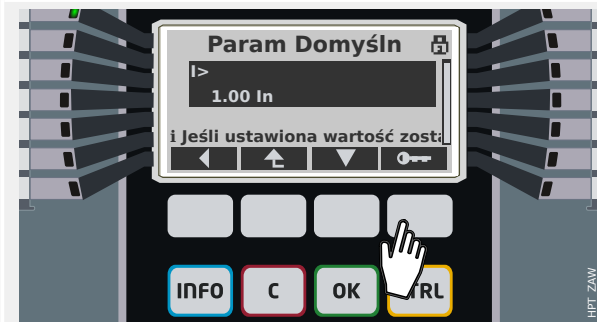 Param Domyśln
I>
1.00 In
i Jeśli ustawiona wartość zosta
INFO
C
OK
CTRL
HPT_ZAW